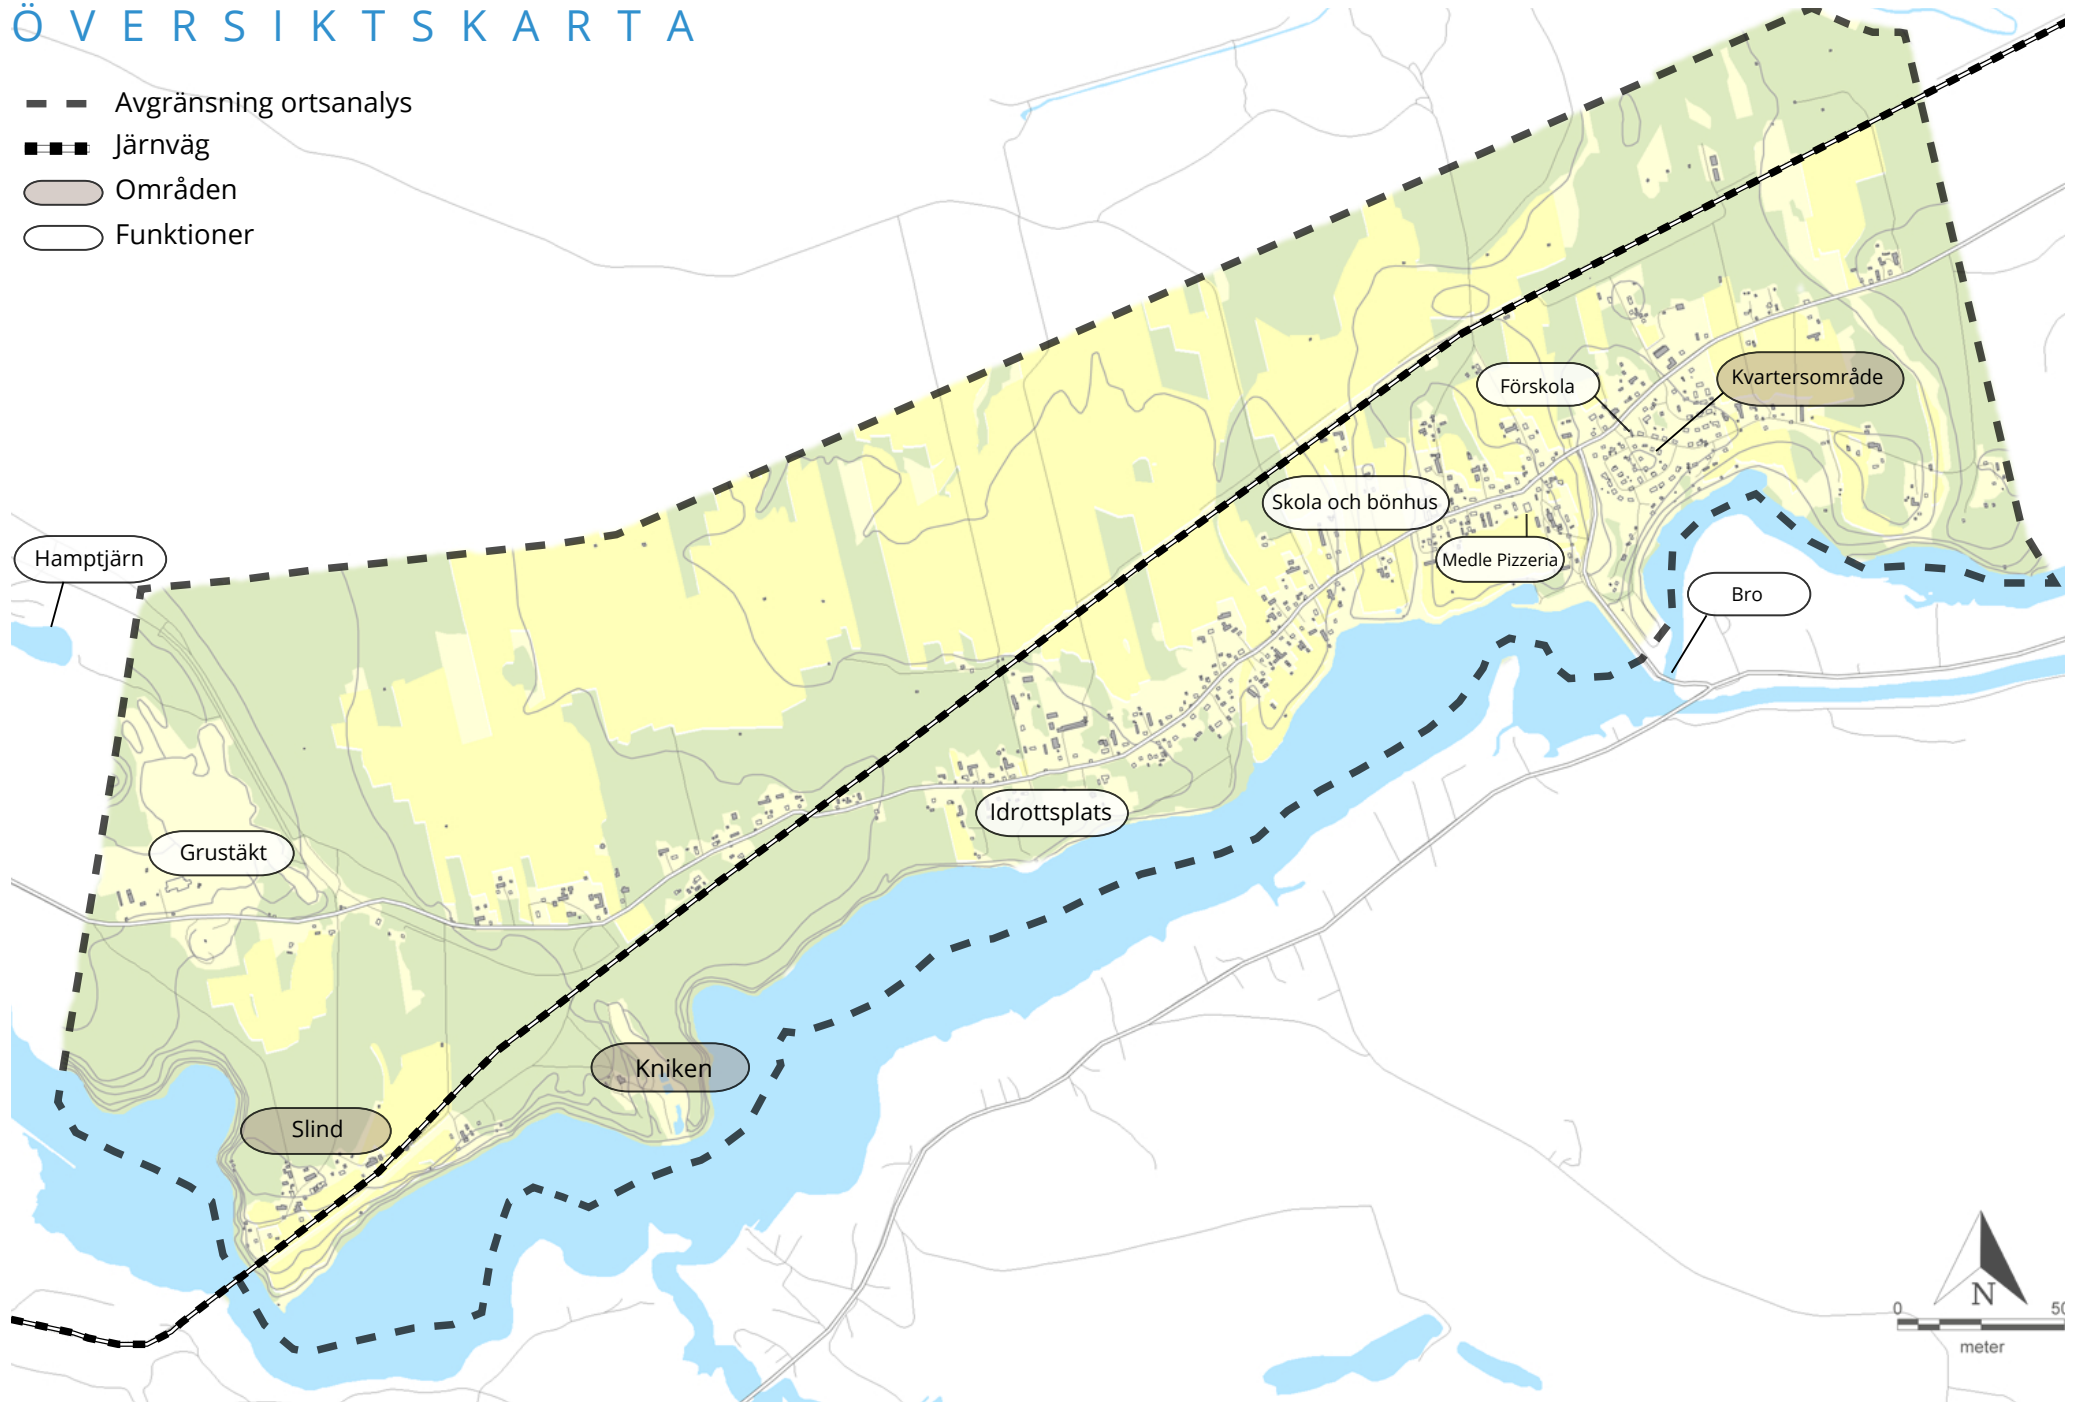 ÖVERSIKTSKARTA
Avgränsning ortsanalys
Järnväg
Områden
Funktioner
Förskola
Kvartersområde
Skola och bönhus
Hamptjärn
Medle Pizzeria
Bro
Idrottsplats
Grustäkt
Kniken
Slind
N
0
meter